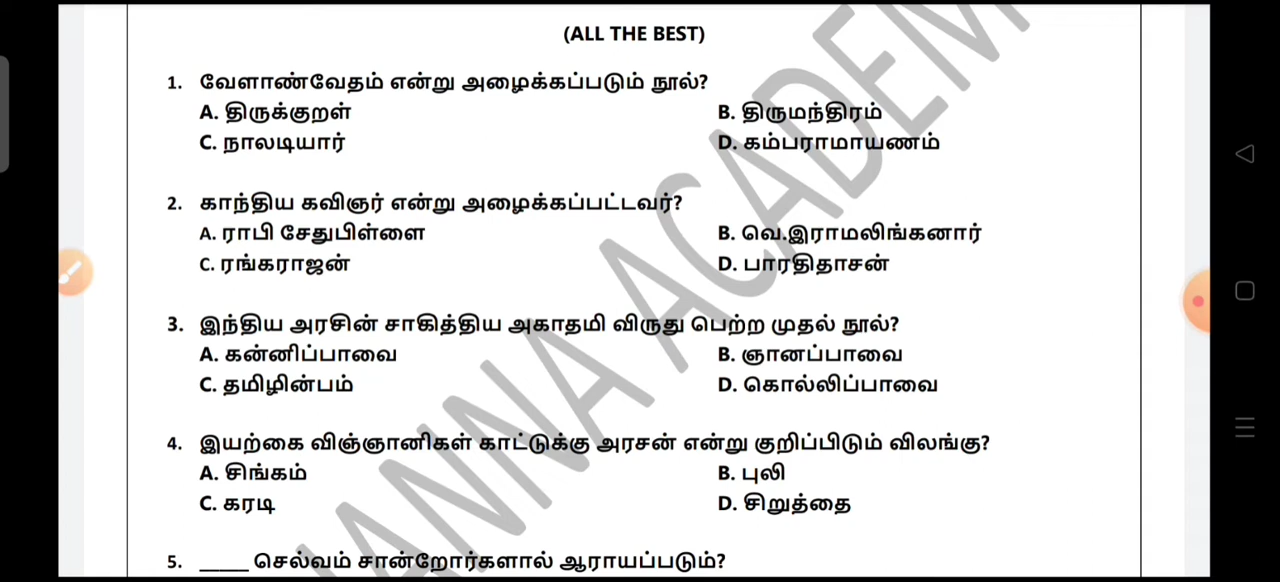 (ALL THE BEST)
1. வேளாண்வேதம் என்று அழைக்கப்படும் நூல்?
A. திருக்குறள் B. திருமந்திரம்
C. நாலடியார் D. கம்பராமாயணம்
2. காந்திய கவிஞர் என்று அழைக்கப்பட்டவர்?
A. ராபி சேதுபிள்ளை B. வெ.இராமலிங்கனார்
C. ரங்கராஜன் D. பாரதிதாசன்
3. இந்திய அரசின் சாகித்திய அகாதமி விருது பெற்ற முதல் நூல்?
A. கன்னிப்பாவை B. ஞானப்பாவை
C. தமிழின்பம் D. கொல்லிப்பாவை
4. இயற்கை விஞ்ஞானிகள் காட்டுக்கு அரசன் என்று குறிப்பிடும் விலங்கு?
A. சிங்கம் B. புலி
C. கரடி D. சிறுத்தை
5. _____ செல்வம் சான்றோர்களால் ஆராயப்படும்?